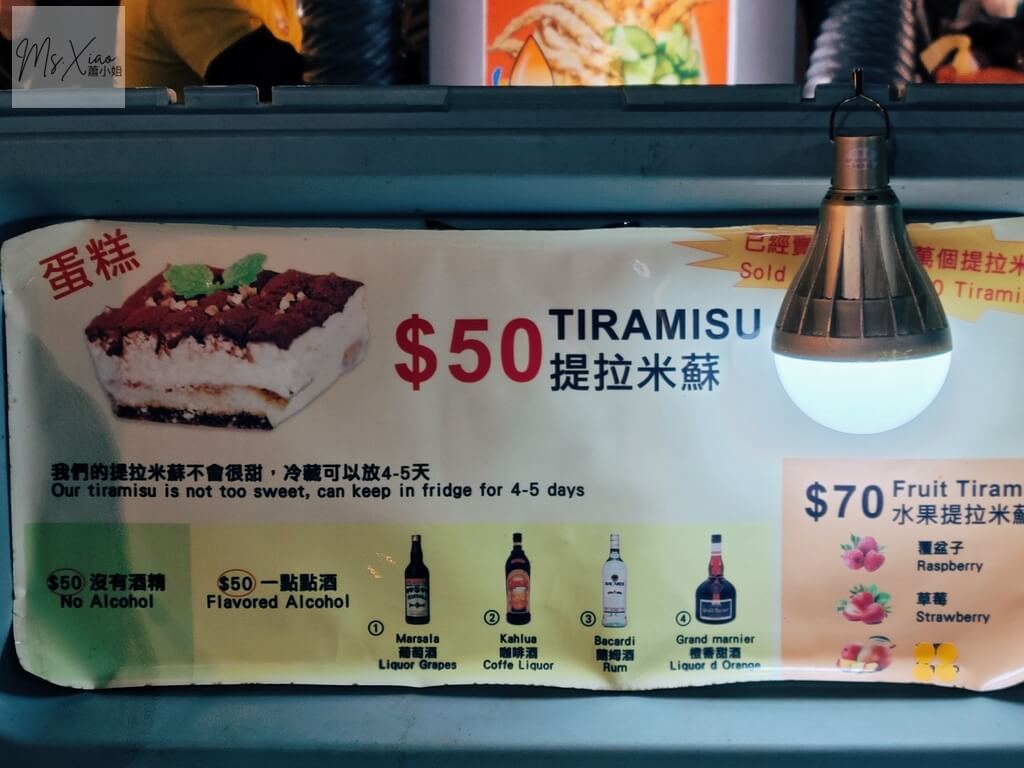 Ms.Xiao
蕭小姐
蛋糕
已經賣
萬個提拉米
Sold
0 Tiramis
$50
TIRAMISU
提拉米蘇
我們的提拉米蘇不會很甜，冷藏可以放4-5天
Our tiramisu is not too sweet, can keep in fridge for 4-5 days
$70
Fruit Tiram
水果提拉米蘇
覆盆子
Raspberry
草莓
Strawberry
$50 沒有酒精
No Alcohol
$50 一點點酒
Flavored Alcohol
①
Marsala
葡萄酒
Liquor Grapes
②
Kahlua
咖啡酒
Coffe Liquor
③
BACARDI
Bacardi
蘭姆酒
Rum
④
Grand Marnier
Grand marnier
橙香甜酒
Liquor d Orange